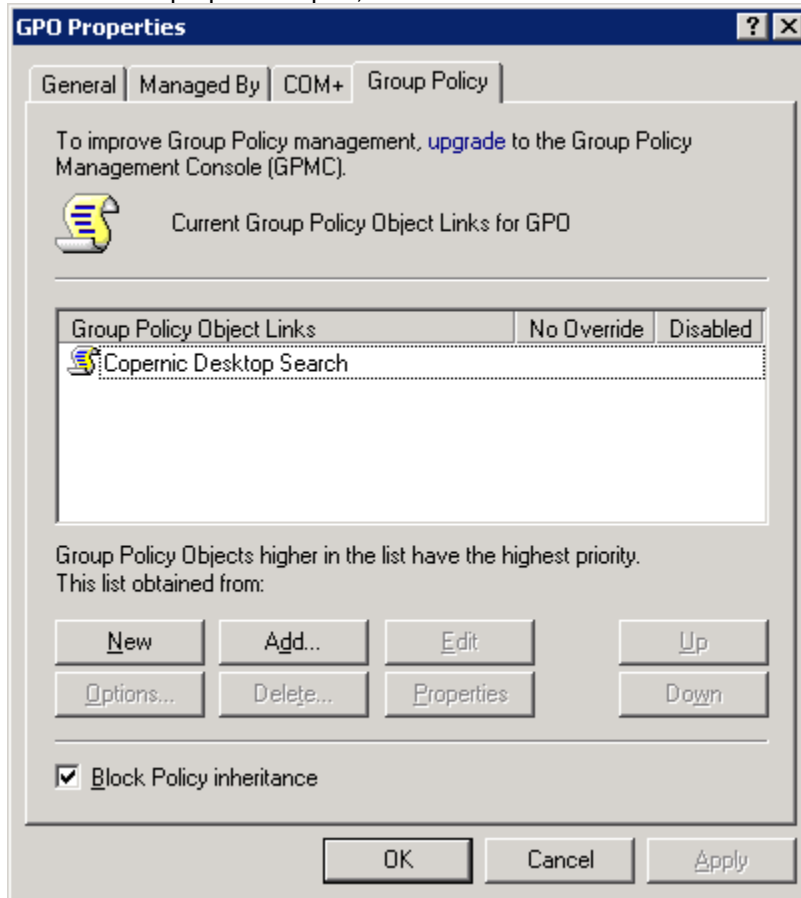 GPO Properties
General Managed By COM+ Group Policy
To improve Group Policy management, upgrade to the Group Policy
Management Console (GPMC).
Current Group Policy Object Links for GPO
Group Policy Object Links No Override Disabled
Copernic Desktop Search
Group Policy Objects higher in the list have the highest priority.
This list obtained from:
New Add... Edit Up
Options... Delete... Properties Down
Block Policy inheritance
OK Cancel Apply